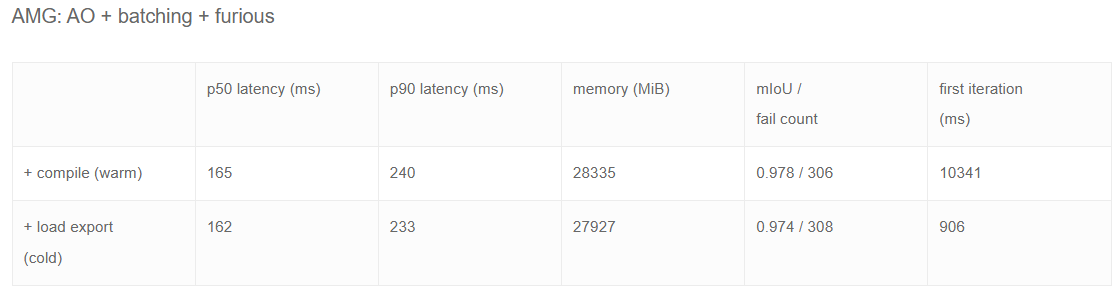 AMG: AO + batching + furious
p50 latency (ms) p90 latency (ms) memory (MiB) mIoU / first iteration
fail count (ms)
+ compile (warm) 165 240 28335 0.978 / 306 10341
+ load export 162 233 27927 0.974 / 308 906
(cold)